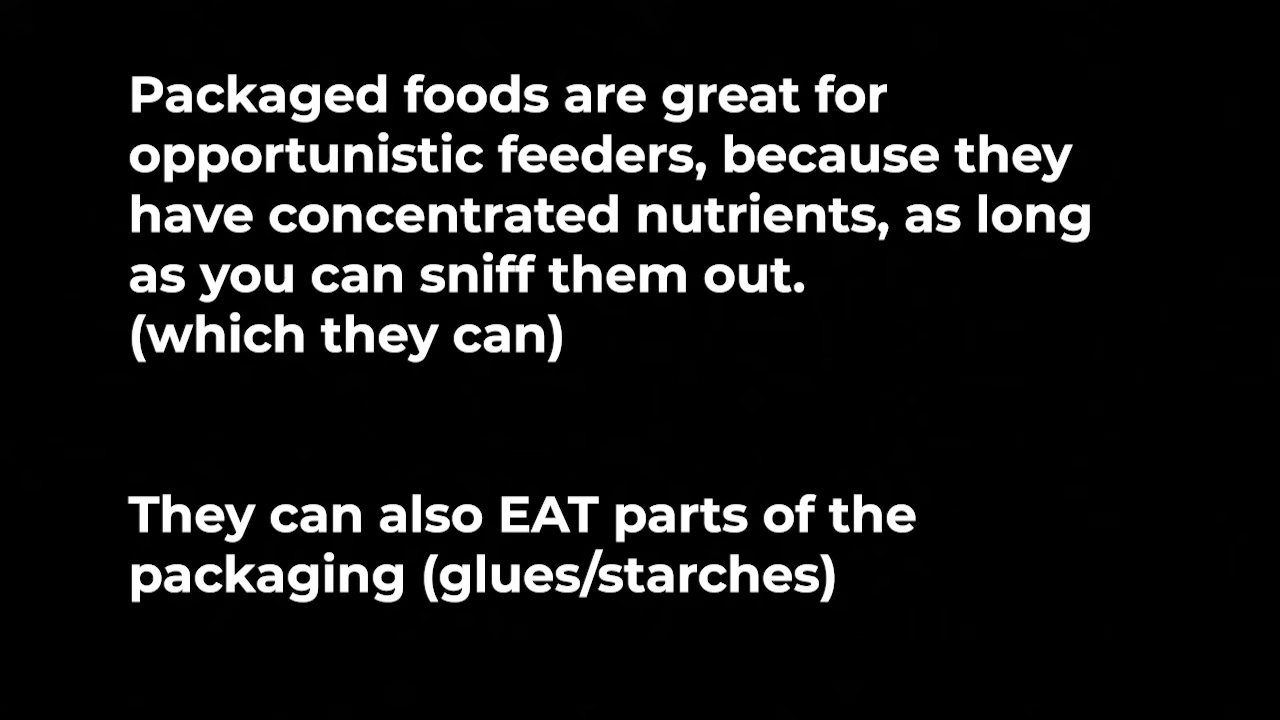 Packaged foods are great for
opportunistic feeders, because they
have concentrated nutrients, as long
as you can sniff them out.
(which they can)
They can also EAT parts of the
packaging (glues/starches)